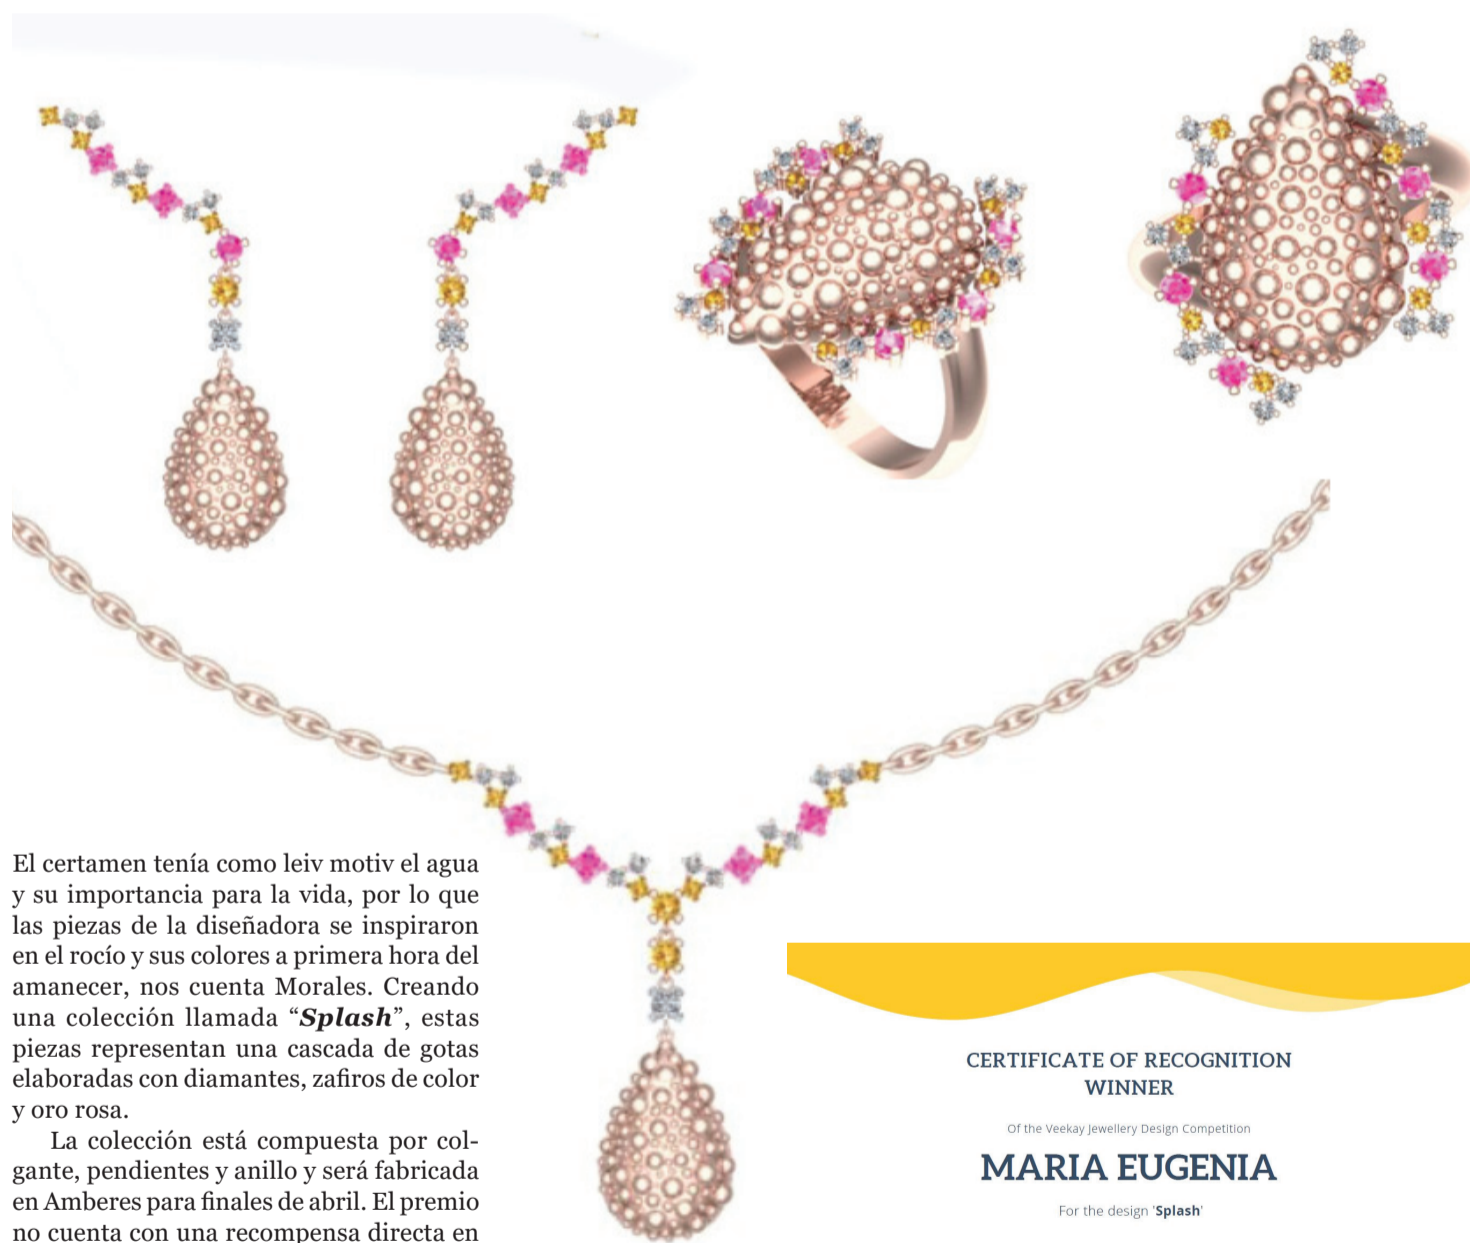 El certamen tenía como leiv motiv el agua
y su importancia para la vida, por lo que
las piezas de la diseñadora se inspiraron
en el rocío y sus colores a primera hora del
amanecer, nos cuenta Morales. Creando
una colección llamada “Splash”, estas
piezas representan una cascada de gotas
elaboradas con diamantes, zafiros de color
y oro rosa.
La colección está compuesta por col-
gante, pendientes y anillo y será fabricada
en Amberes para finales de abril. El premio
no cuenta con una recompensa directa en
CERTIFICATE OF RECOGNITION
WINNER
Of the Veekay Jewellery Design Competition
MARIA EUGENIA
For the design 'Splash'